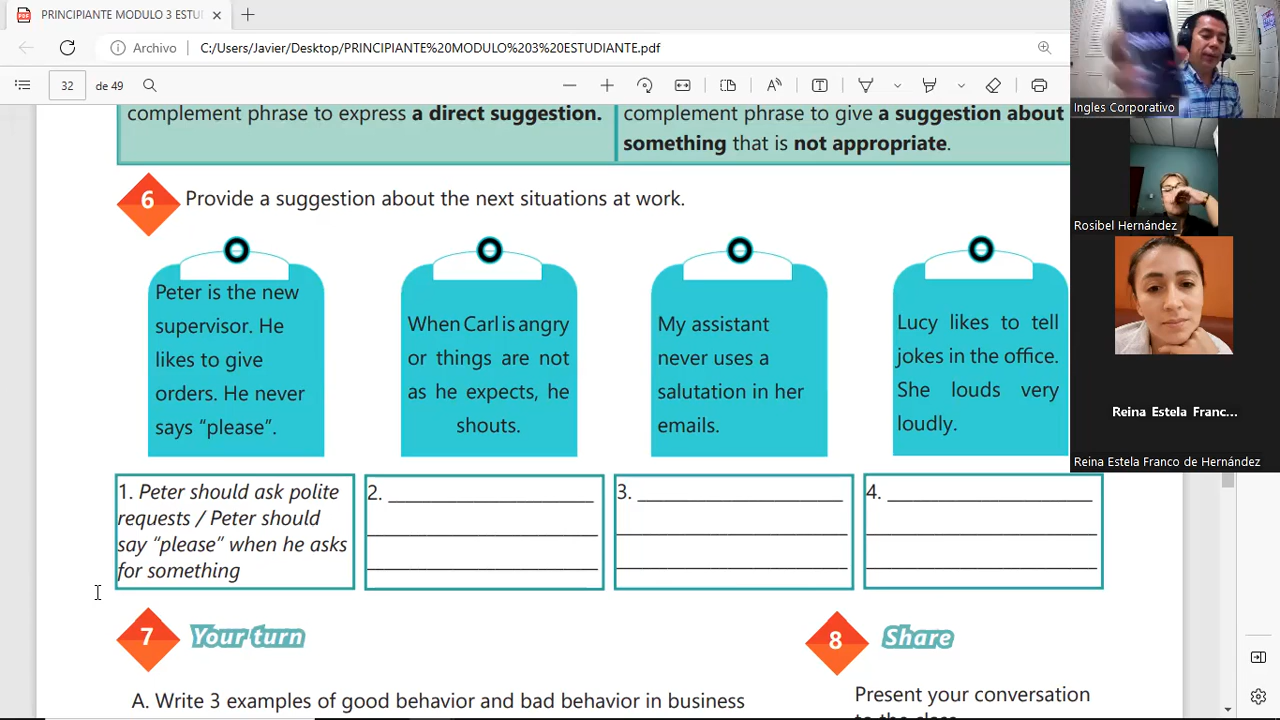 PRINCIPIANTE MODULO 3 ESTU
Archivo
C:/Users/Javier/Desktop/PRINCIPIANTE%20MODULO%203%20ESTUDIANTE.pdf
32
de 49
complement phrase to express a direct suggestion.
complement phrase to give a suggestion about
something that is not appropriate.
6
Provide a suggestion about the next situations at work.
Peter is the new
supervisor. He
likes to give
orders. He never
says “please”.
When Carl is angry
or things are not
as he expects, he
shouts.
My assistant
never uses a
salutation in her
emails.
Lucy likes to tell
jokes in the office.
She louds very
loudly.
1. Peter should ask polite
requests / Peter should
say “please” when he asks
for something
2.
3.
4.
7
Your turn
8
Share
A. Write 3 examples of good behavior and bad behavior in business
Present your conversation
Ingles Corporativo
Rosibel Hernández
Reina Estela Franc...
Reina Estela Franco de Hernández